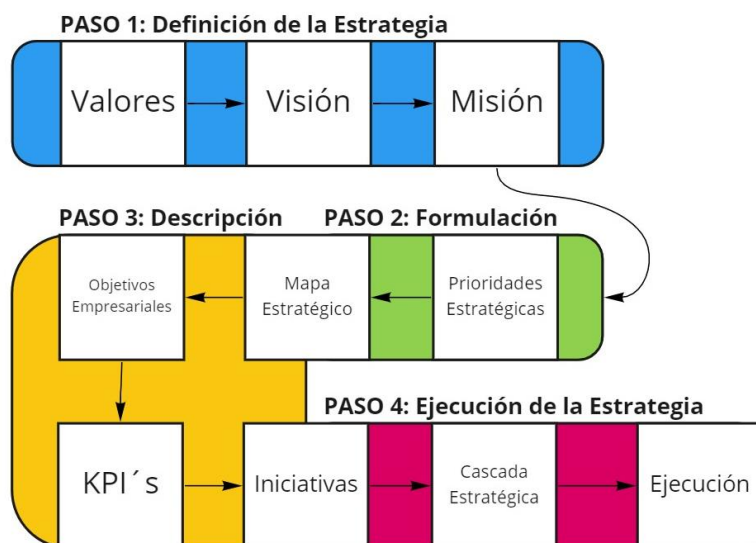 PASO 1: Definición de la Estrategia
Valores
Visión
Misión
PASO 3: Descripción
PASO 2: Formulación
Objetivos
Empresariales
Mapa
Estratégico
Prioridades
Estratégicas
PASO 4: Ejecución de la Estrategia
KPI´s
Iniciativas
Cascada
Estratégica
Ejecución